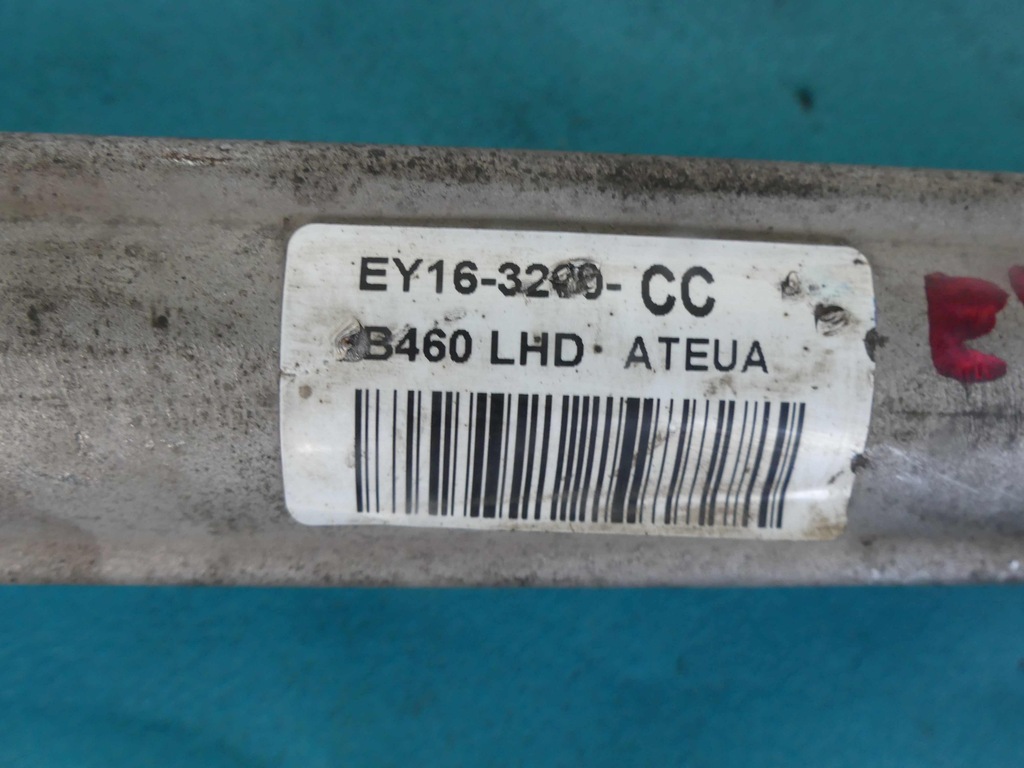 EY16-3200- CC
B460 LHD ATEUA